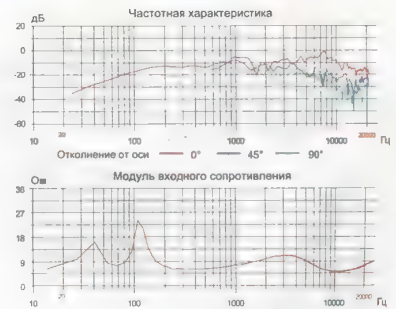 Частотная характеристика
дБ
20
0
-20
-40
-60
10 20 100 1000 10000 20000 Гц
Отклонение от оси 0° 45° 90°
Модуль входного сопротивления
Ом
36
27
18
9
0
10 20 100 1000 10000 20000 Гц